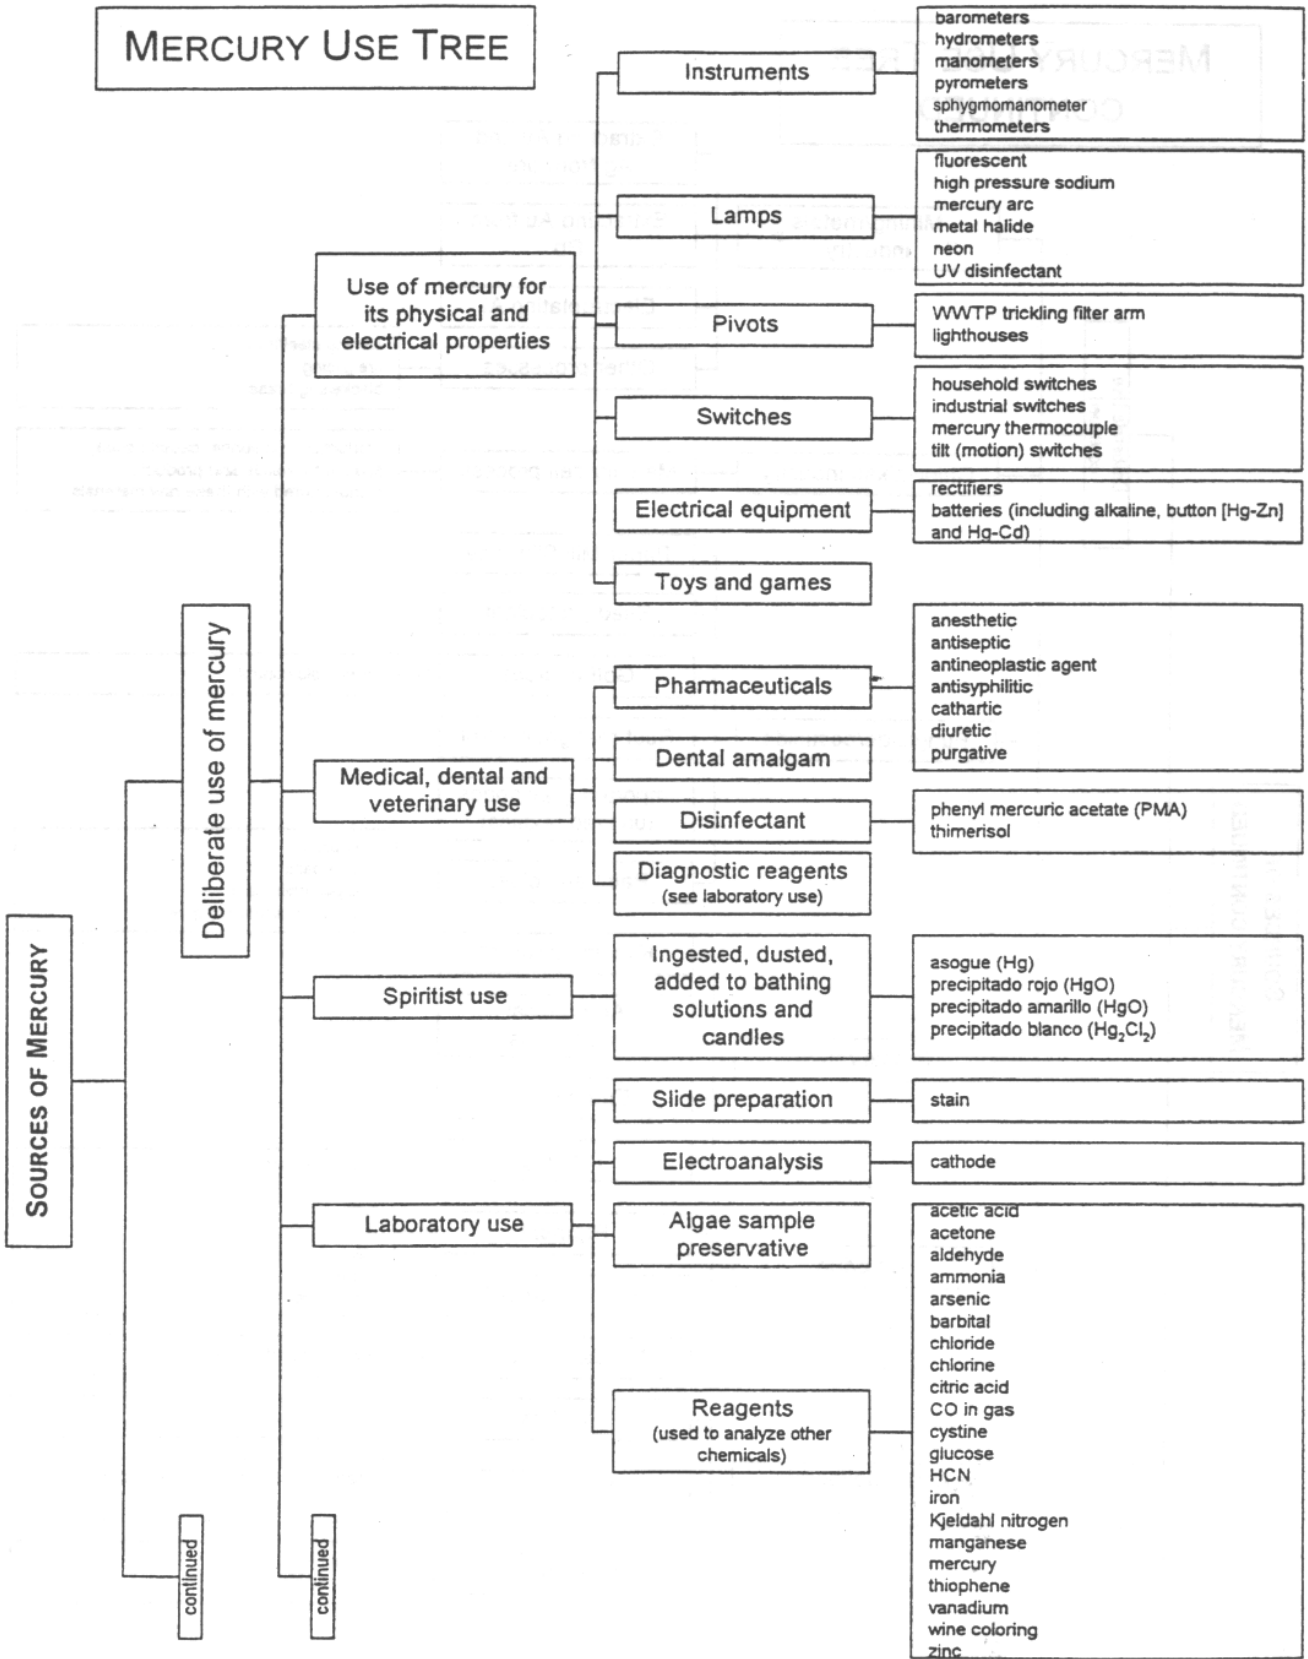 MERCURY USE TREE
SOURCES OF MERCURY
Deliberate use of mercury
continued
continued
Use of mercury for
its physical and
electrical properties
Instruments
barometers
hydrometers
manometers
pyrometers
sphygmomanometer
thermometers
Lamps
fluorescent
high pressure sodium
mercury arc
metal halide
neon
UV disinfectant
Pivots
WWTP trickling filter arm
lighthouses
Switches
household switches
industrial switches
mercury thermocouple
tilt (motion) switches
Electrical equipment
rectifiers
batteries (including alkaline, button [Hg-Zn]
and Hg-Cd)
Toys and games
Medical, dental and
veterinary use
Pharmaceuticals
anesthetic
antiseptic
antineoplastic agent
antisyphilitic
cathartic
diuretic
purgative
Dental amalgam
Disinfectant
phenyl mercuric acetate (PMA)
thimerisol
Diagnostic reagents
(see laboratory use)
Spiritist use
Ingested, dusted,
added to bathing
solutions and
candles
asogue (Hg)
precipitado rojo (HgO)
precipitado amarillo (HgO)
precipitado blanco (Hg₂Cl₂)
Laboratory use
Slide preparation
stain
Electroanalysis
cathode
Algae sample
preservative
Reagents
(used to analyze other
chemicals)
acetic acid
acetone
aldehyde
ammonia
arsenic
barbital
chloride
chlorine
citric acid
CO in gas
cystine
glucose
HCN
iron
Kjeldahl nitrogen
manganese
mercury
thiophene
vanadium
wine coloring
zinc